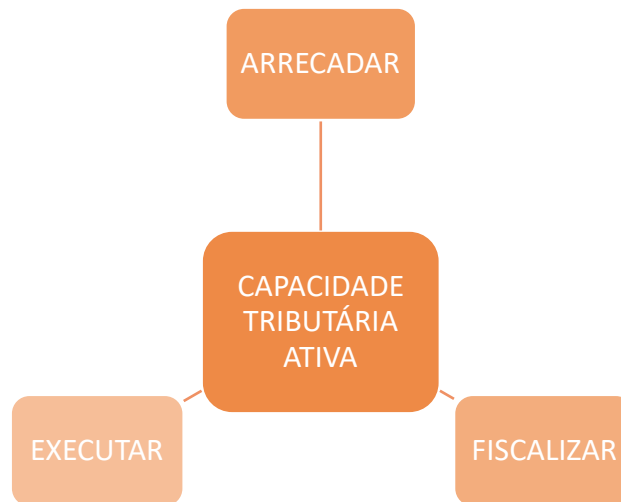 ARRECADAR
CAPACIDADE
TRIBUTÁRIA
ATIVA
EXECUTAR
FISCALIZAR